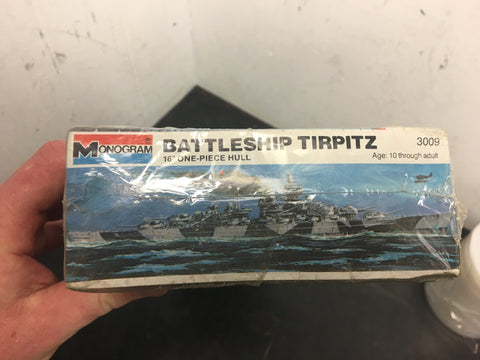 MONOGRAM
BATTLESHIP TIRPITZ
16" ONE-PIECE HULL
3009
Age: 10 through adult